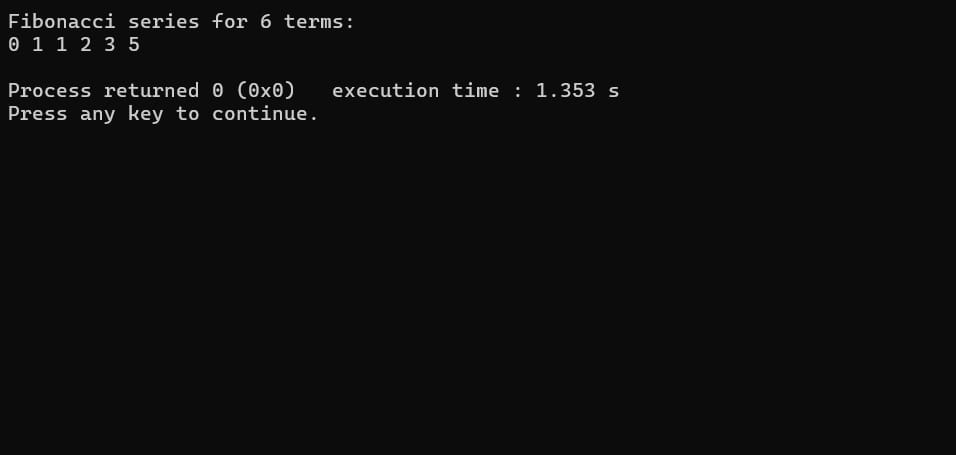 Fibonacci series for 6 terms:
0 1 1 2 3 5
Process returned 0 (0x0)   execution time : 1.353 s
Press any key to continue.